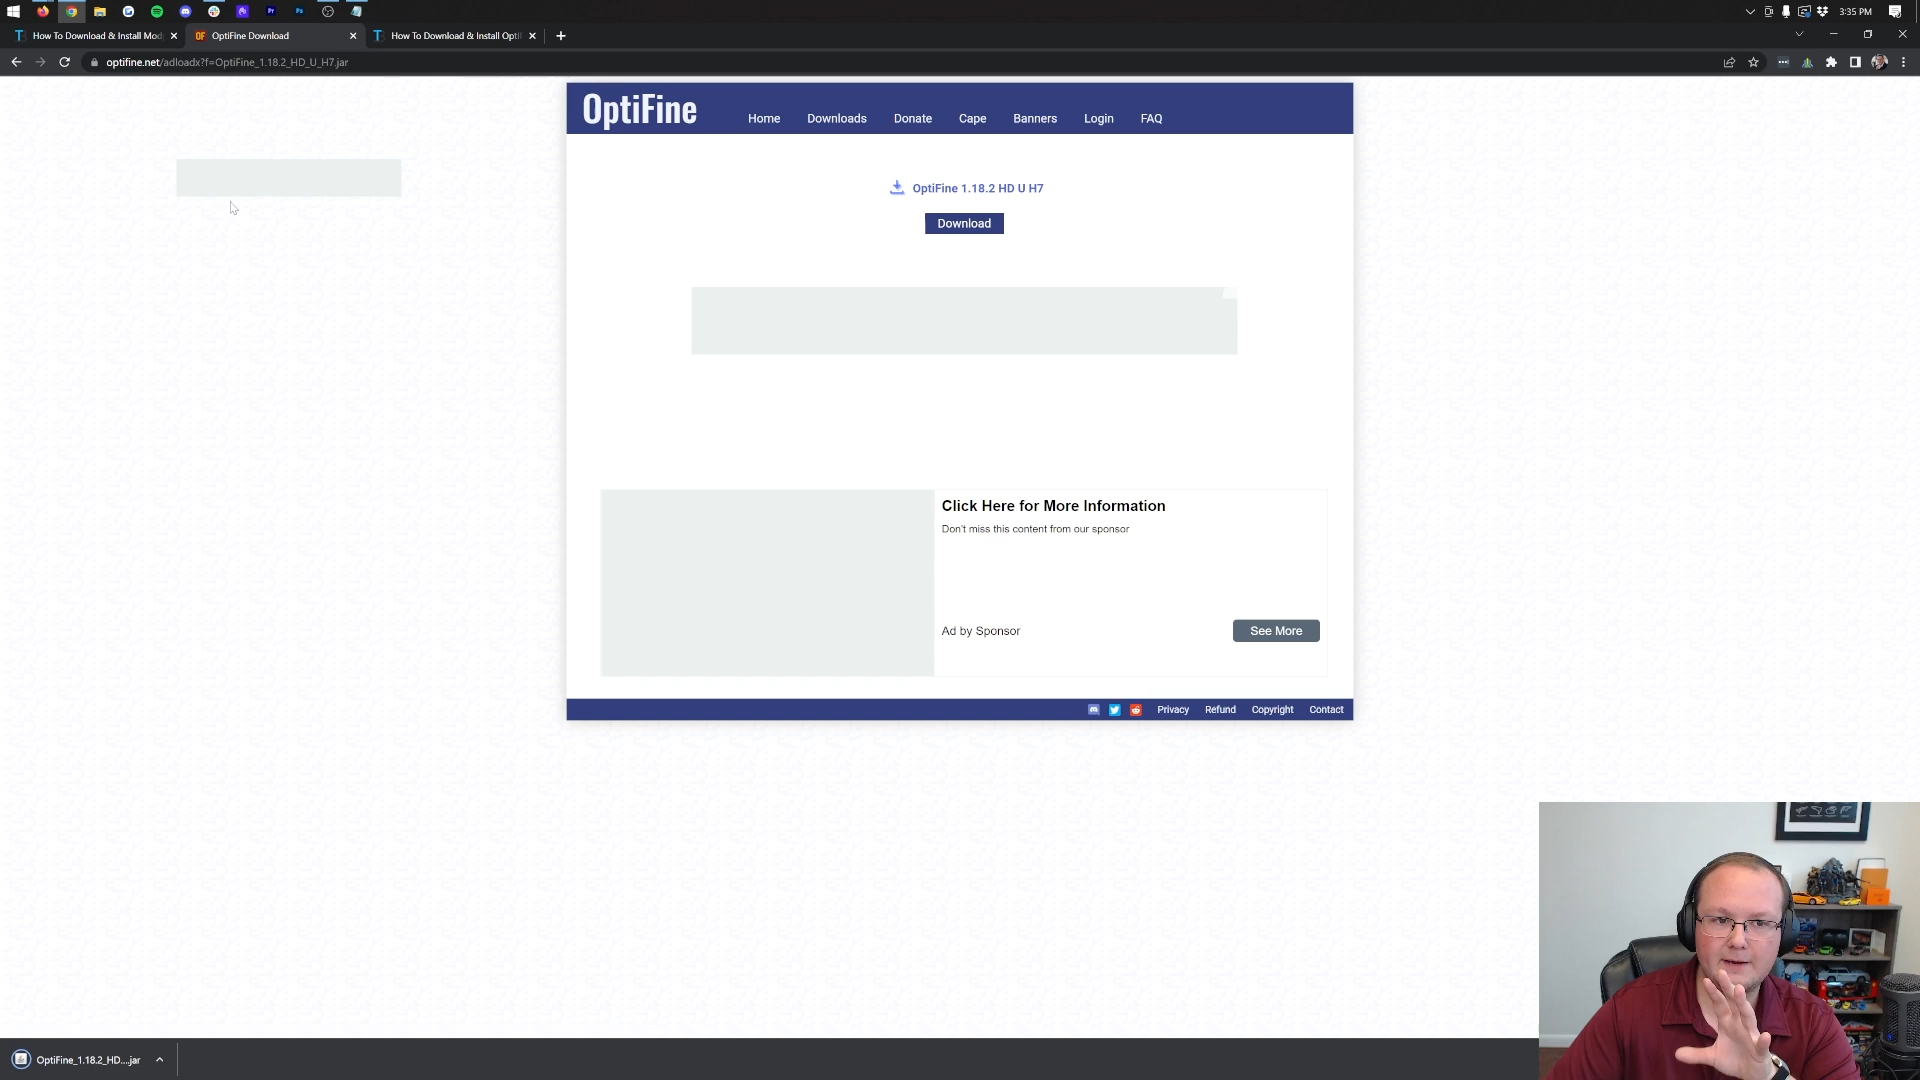 3:35 PM
How To Download & Install Mod
OptiFine Download
How To Download & Install Opti
optifine.net/adloadx?f=OptiFine_1.18.2_HD_U_H7.jar
OptiFine
Home
Downloads
Donate
Cape
Banners
Login
FAQ
OptiFine 1.18.2 HD U H7
Download
Click Here for More Information
Don't miss this content from our sponsor
Ad by Sponsor
See More
Privacy
Refund
Copyright
Contact
OptiFine_1.18.2_HD....jar